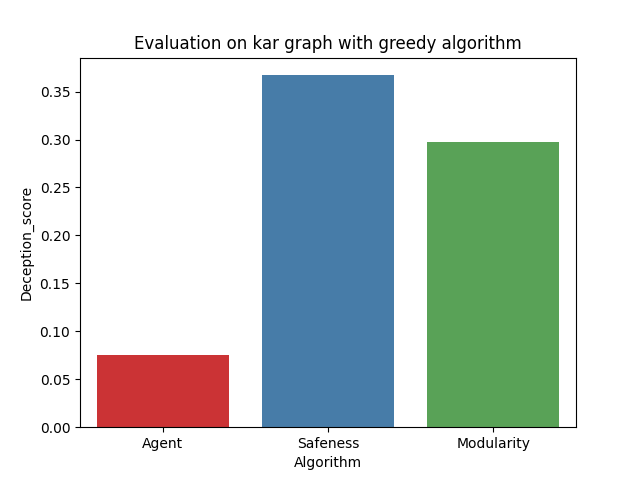 Evaluation on kar graph with greedy algorithm
0.35
0.30
0.25
0.20
0.15
0.10
0.05
0.00
Deception_score
Agent Safeness Modularity
Algorithm